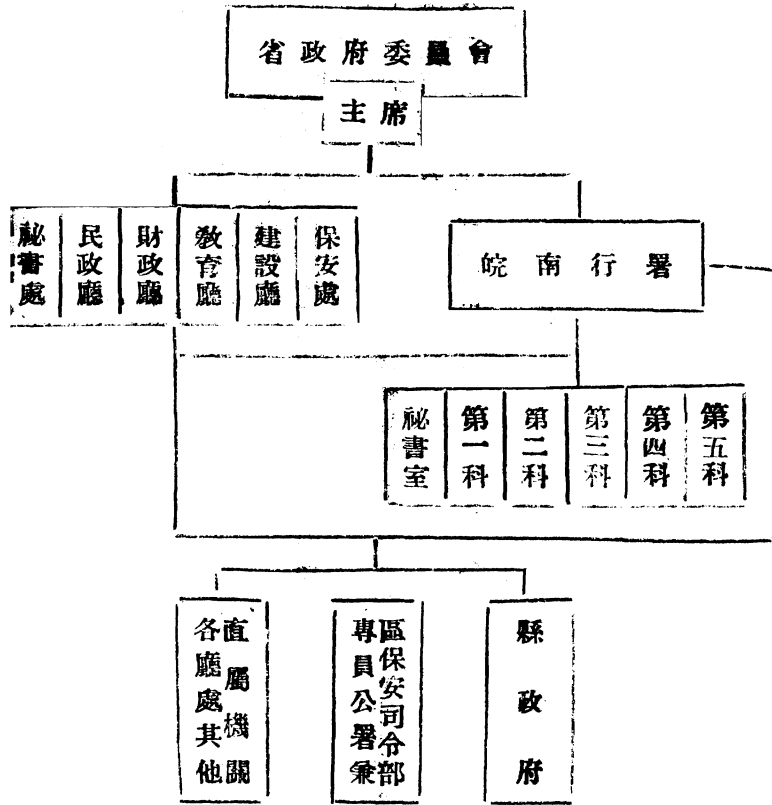 省政府委員會
主席
祕書處
民政廳
財政廳
教育廳
建設廳
保安處
皖南行署
祕書室
第一科
第二科
第三科
第四科
第五科
各廳處其他
直屬機關
專員公署兼
區保安司令部
縣政府